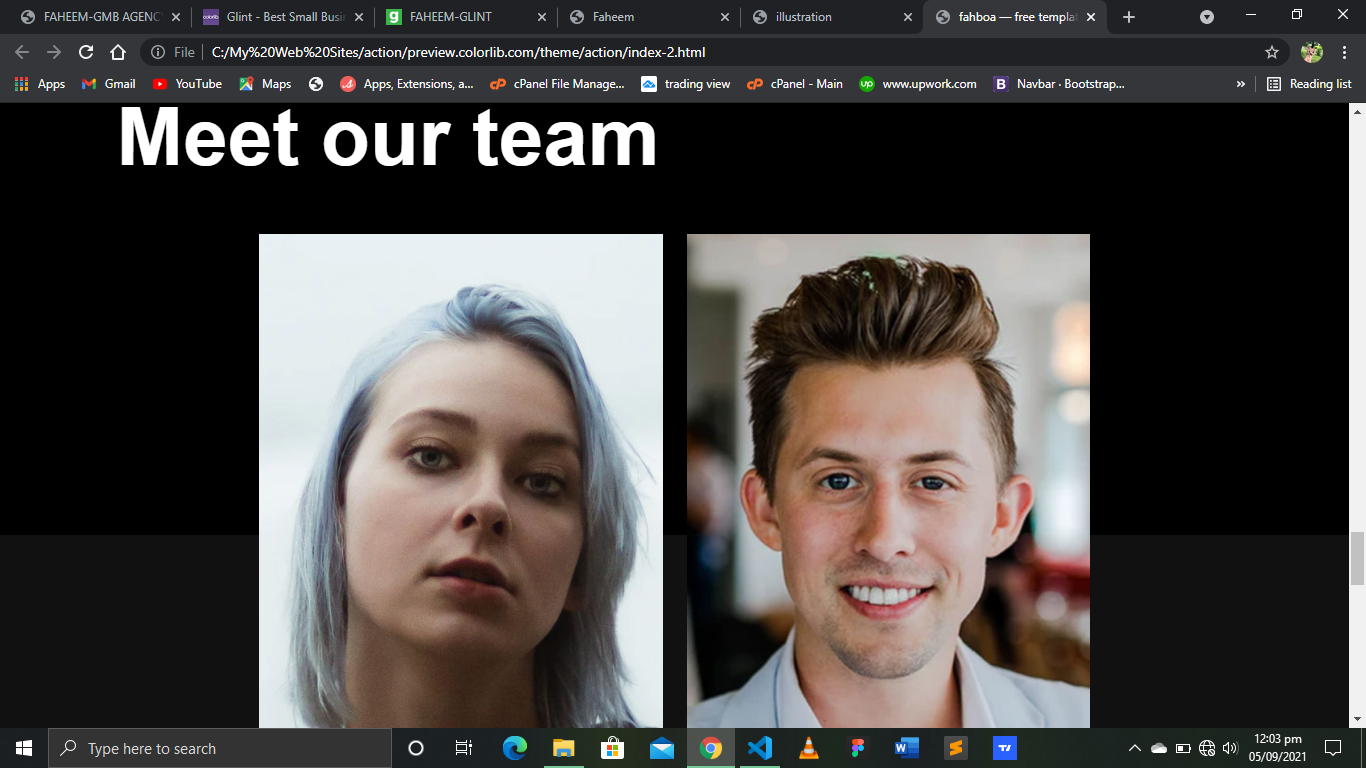 FAHEEM-GMB AGENC
Glint - Best Small Busi
FAHEEM-GLINT
Faheem
illustration
fahboa — free templat
File
C:/My%20Web%20Sites/action/preview.colorlib.com/theme/action/index-2.html
Apps
Gmail
YouTube
Maps
Apps, Extensions, a...
cPanel File Manage...
trading view
cPanel - Main
www.upwork.com
Navbar · Bootstrap...
»
Reading list
Meet our team
Type here to search
12:03 pm
05/09/2021